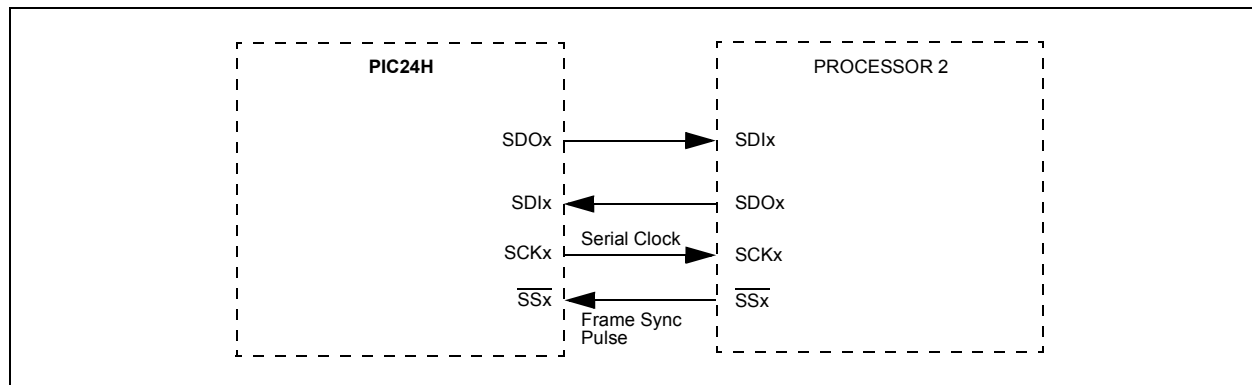 PIC24H
PROCESSOR 2
SDOx
SDIx
SDIx
SDOx
Serial Clock
SCKx
SCKx
SSx
SSx
Frame Sync
Pulse